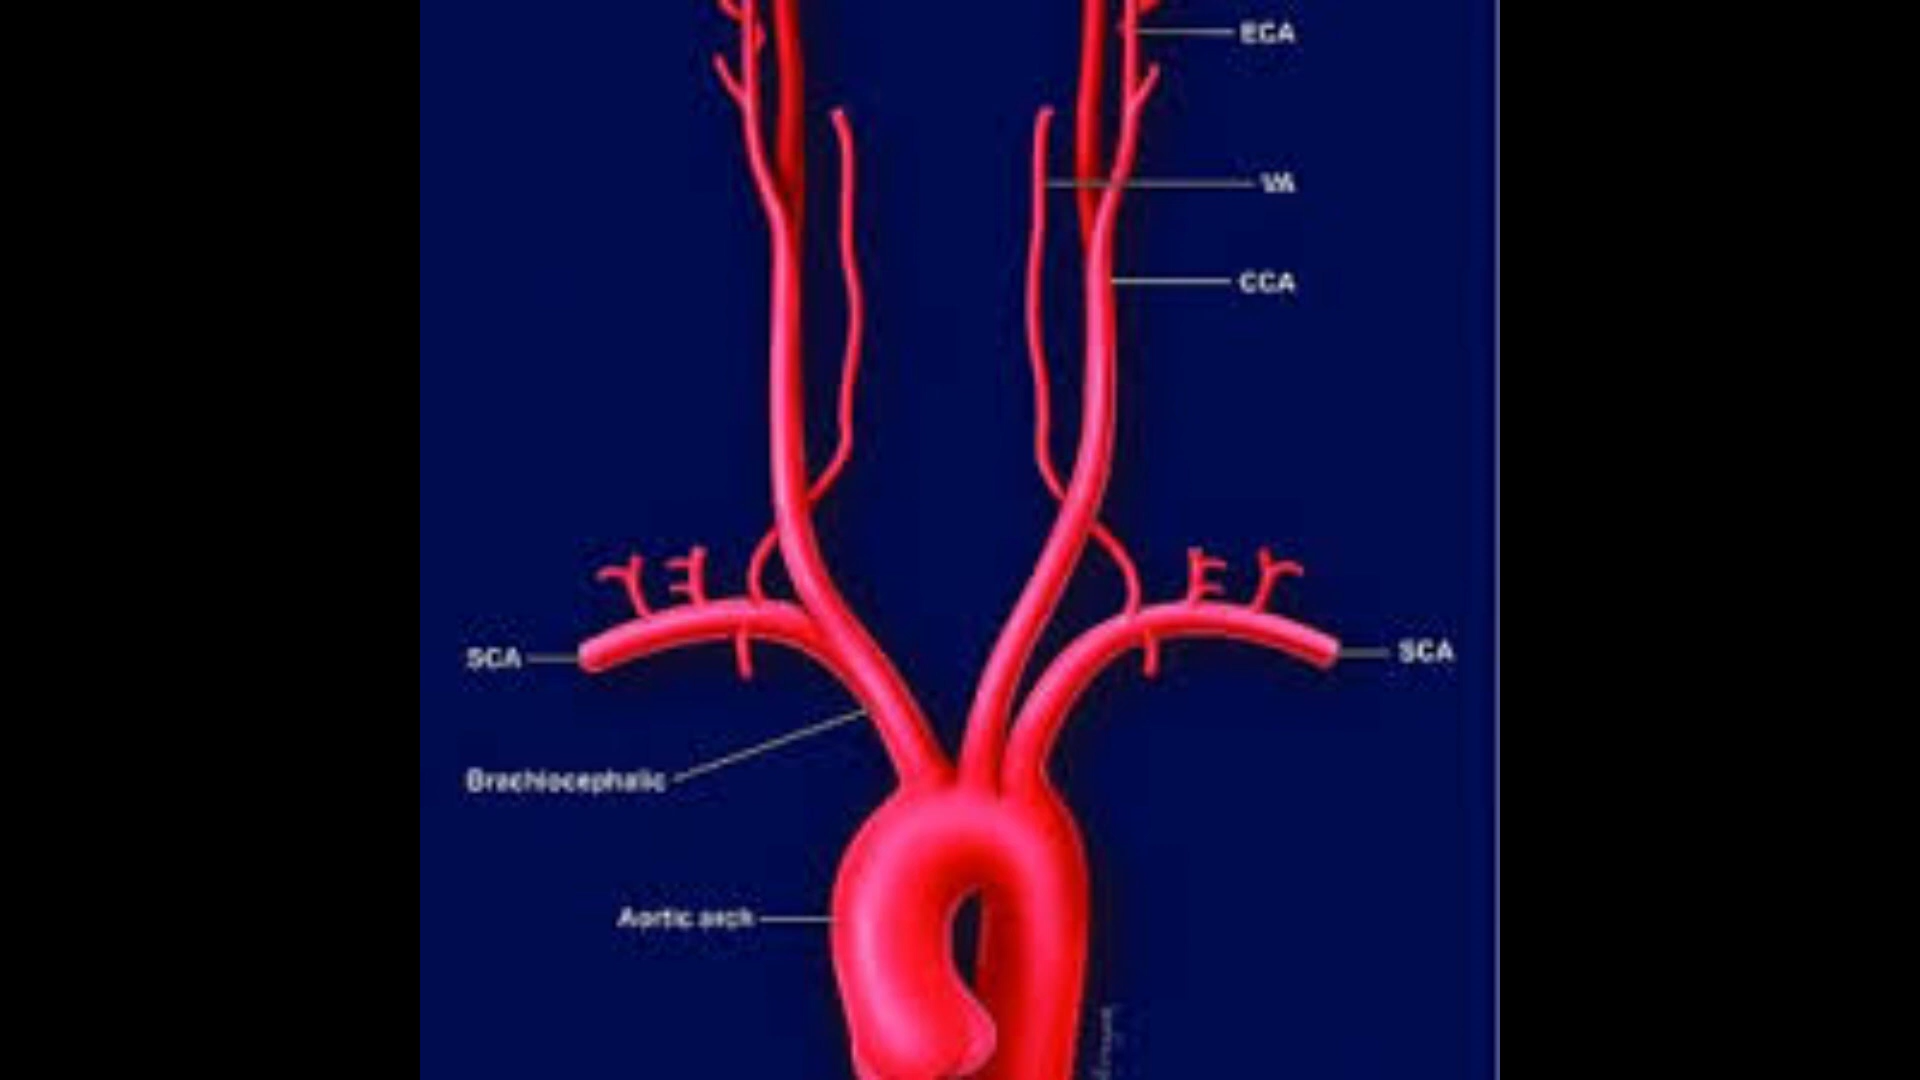 ECA
VA
CCA
SCA
SCA
Brachiocephalic
Aortic arch